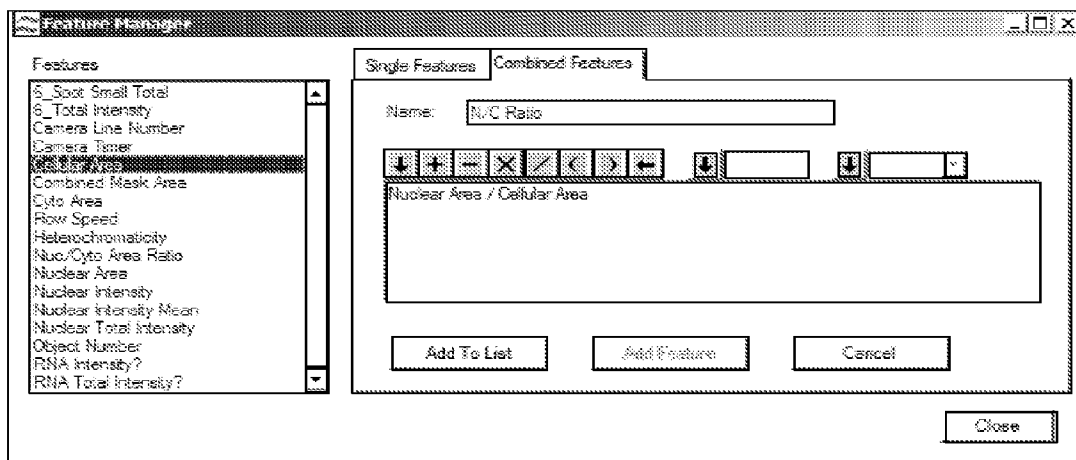 Feature Manager
Features
6_Spot Small Total
6_Total Intensity
Camera Line Number
Camera Timer
Cellular Area
Combined Mask Area
Cyto Area
Flow Speed
Heterochromaticity
Nuc/Cyto Area Ratio
Nuclear Area
Nuclear Intensity
Nuclear Intensity Mean
Nuclear Total Intensity
Object Number
RNA Intensity?
RNA Total Intensity?
Single Features
Combined Features
Name: N/C Ratio
Nuclear Area / Cellular Area
Add To List
Add Feature
Cancel
Close